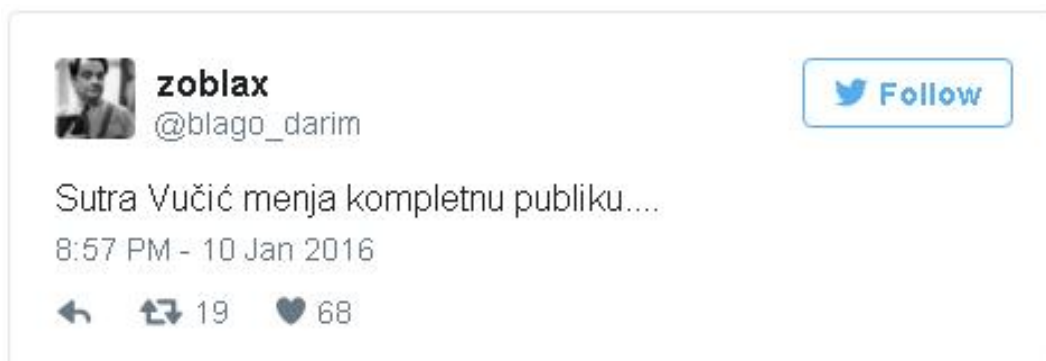 zoblax
Follow
@blago_darim
Sutra Vučić menja kompletnu publiku....
8:57 PM - 10 Jan 2016
19 68